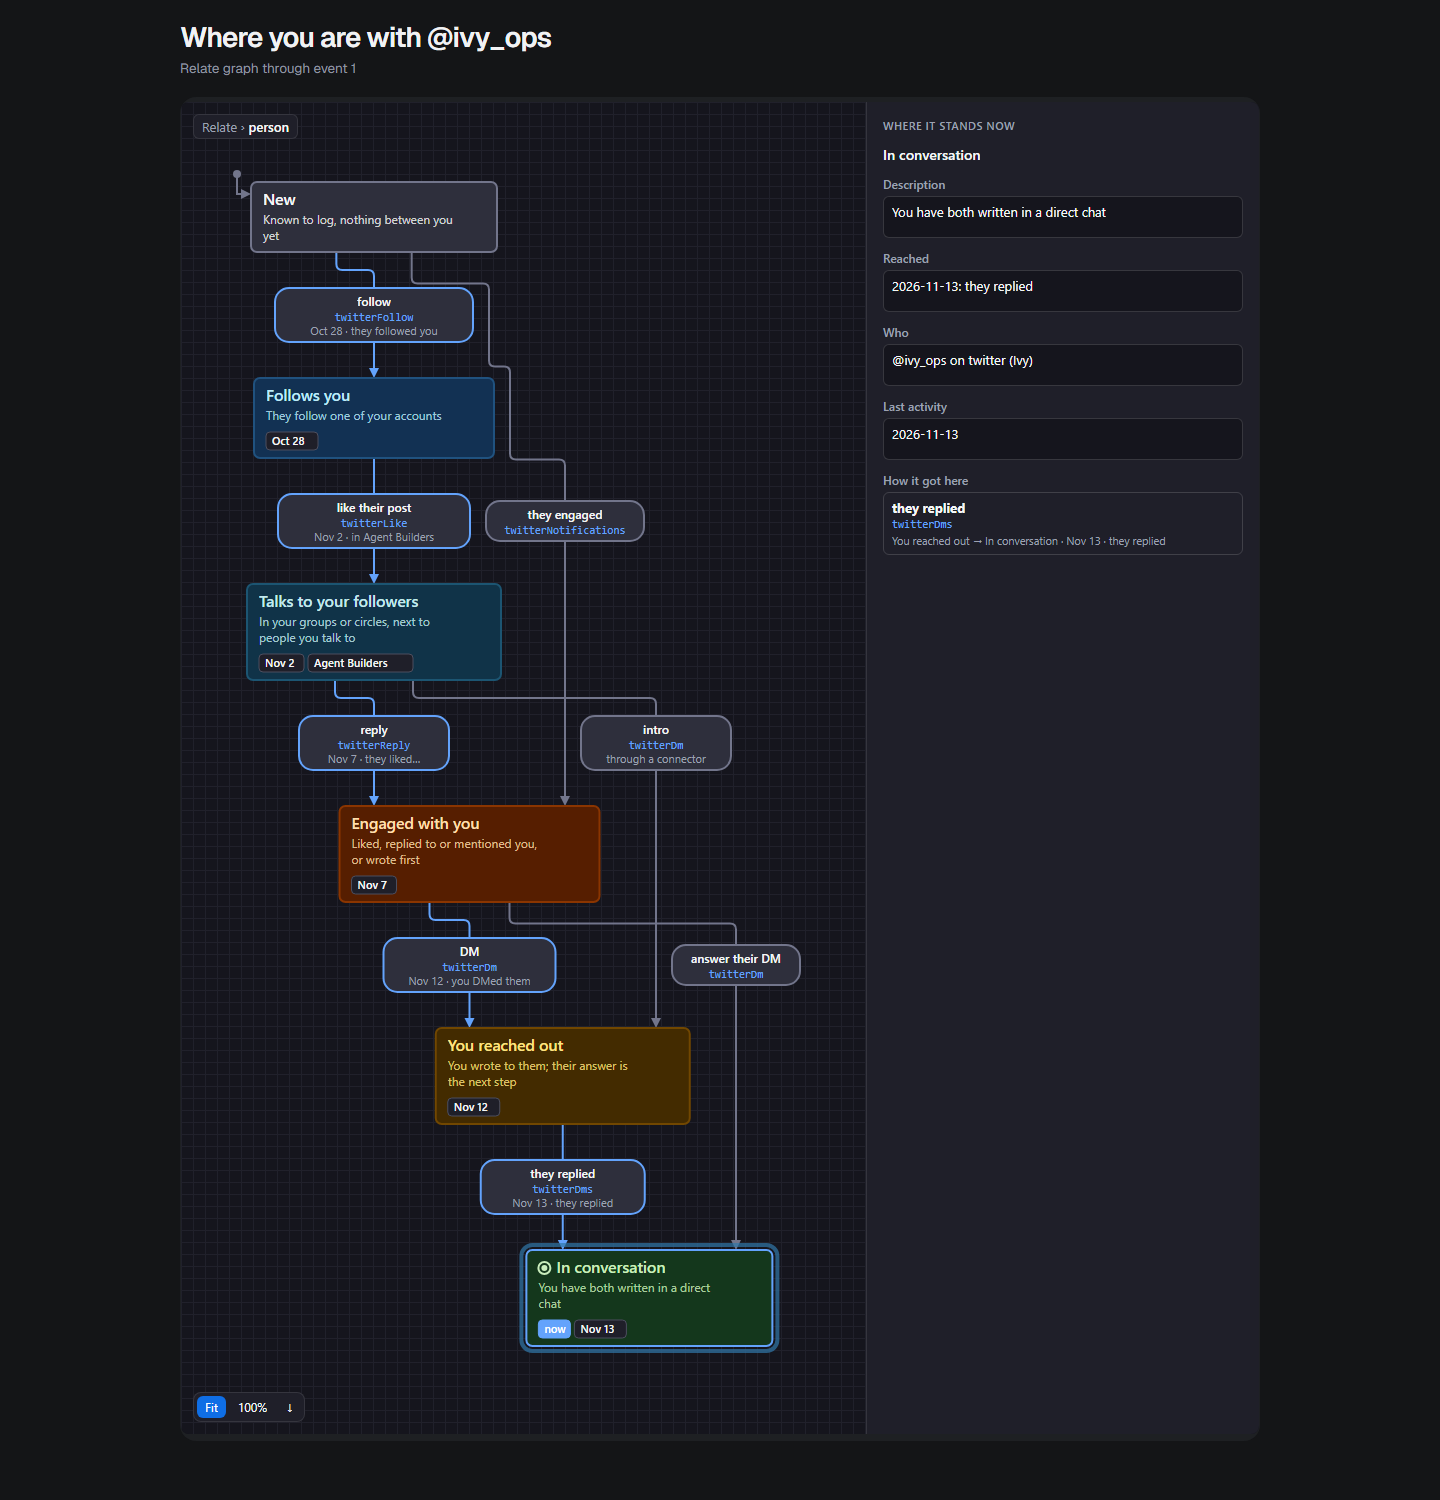 Where you are with @ivy_ops
Relate graph through event 1
Relate › person
New
Known to log, nothing between you
yet
follow
twitterFollow
Oct 28 · they followed you
Follows you
They follow one of your accounts
Oct 28
like their post
twitterLike
Nov 2 · in Agent Builders
they engaged
twitterNotifications
Talks to your followers
In your groups or circles, next to
people you talk to
Nov 2 Agent Builders
reply
twitterReply
Nov 7 · they liked…
intro
twitterDm
through a connector
Engaged with you
Liked, replied to or mentioned you,
or wrote first
Nov 7
DM
twitterDm
Nov 12 · you DMed them
answer their DM
twitterDm
You reached out
You wrote to them; their answer is
the next step
Nov 12
they replied
twitterDms
Nov 13 · they replied
In conversation
You have both written in a direct
chat
now Nov 13
Fit 100% ↓
WHERE IT STANDS NOW
In conversation
Description
You have both written in a direct chat
Reached
2026-11-13: they replied
Who
@ivy_ops on twitter (Ivy)
Last activity
2026-11-13
How it got here
they replied
twitterDms
You reached out → In conversation · Nov 13 · they replied